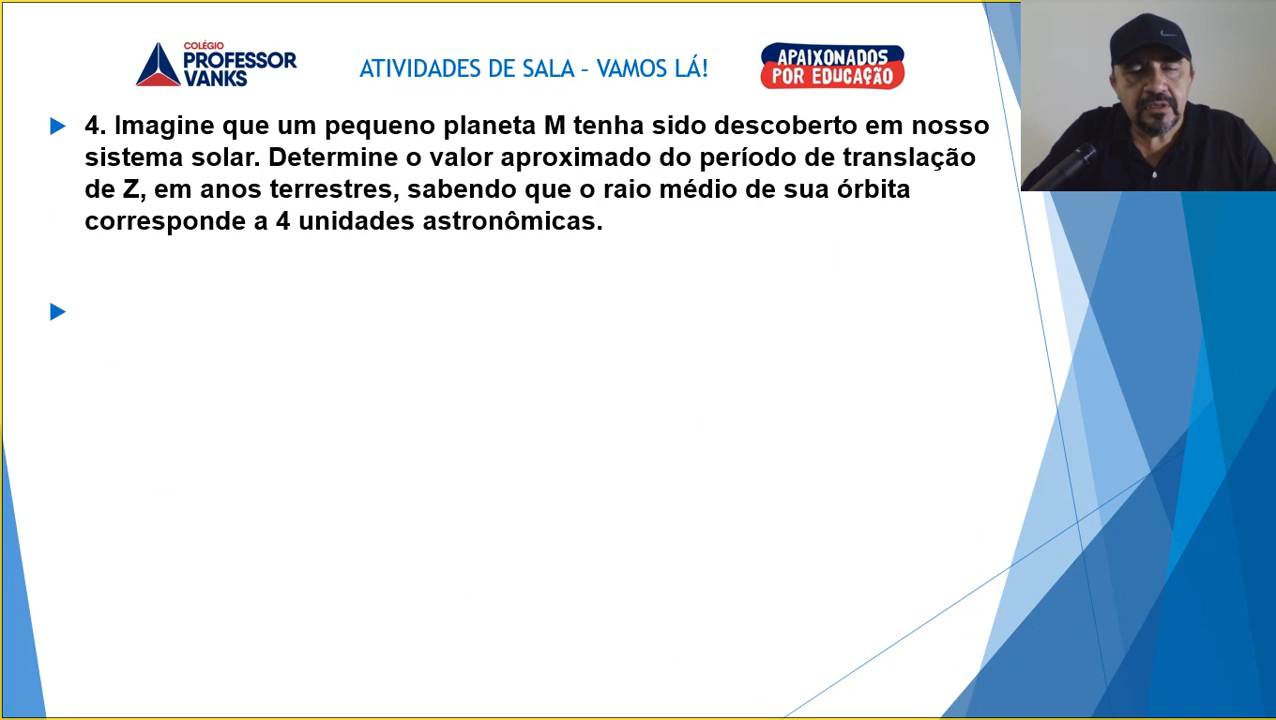 COLÉGIO
PROFESSOR
VANKS
ATIVIDADES DE SALA – VAMOS LÁ!
APAIXONADOS
POR EDUCAÇÃO
4. Imagine que um pequeno planeta M tenha sido descoberto em nosso
sistema solar. Determine o valor aproximado do período de translação
de Z, em anos terrestres, sabendo que o raio médio de sua órbita
corresponde a 4 unidades astronômicas.